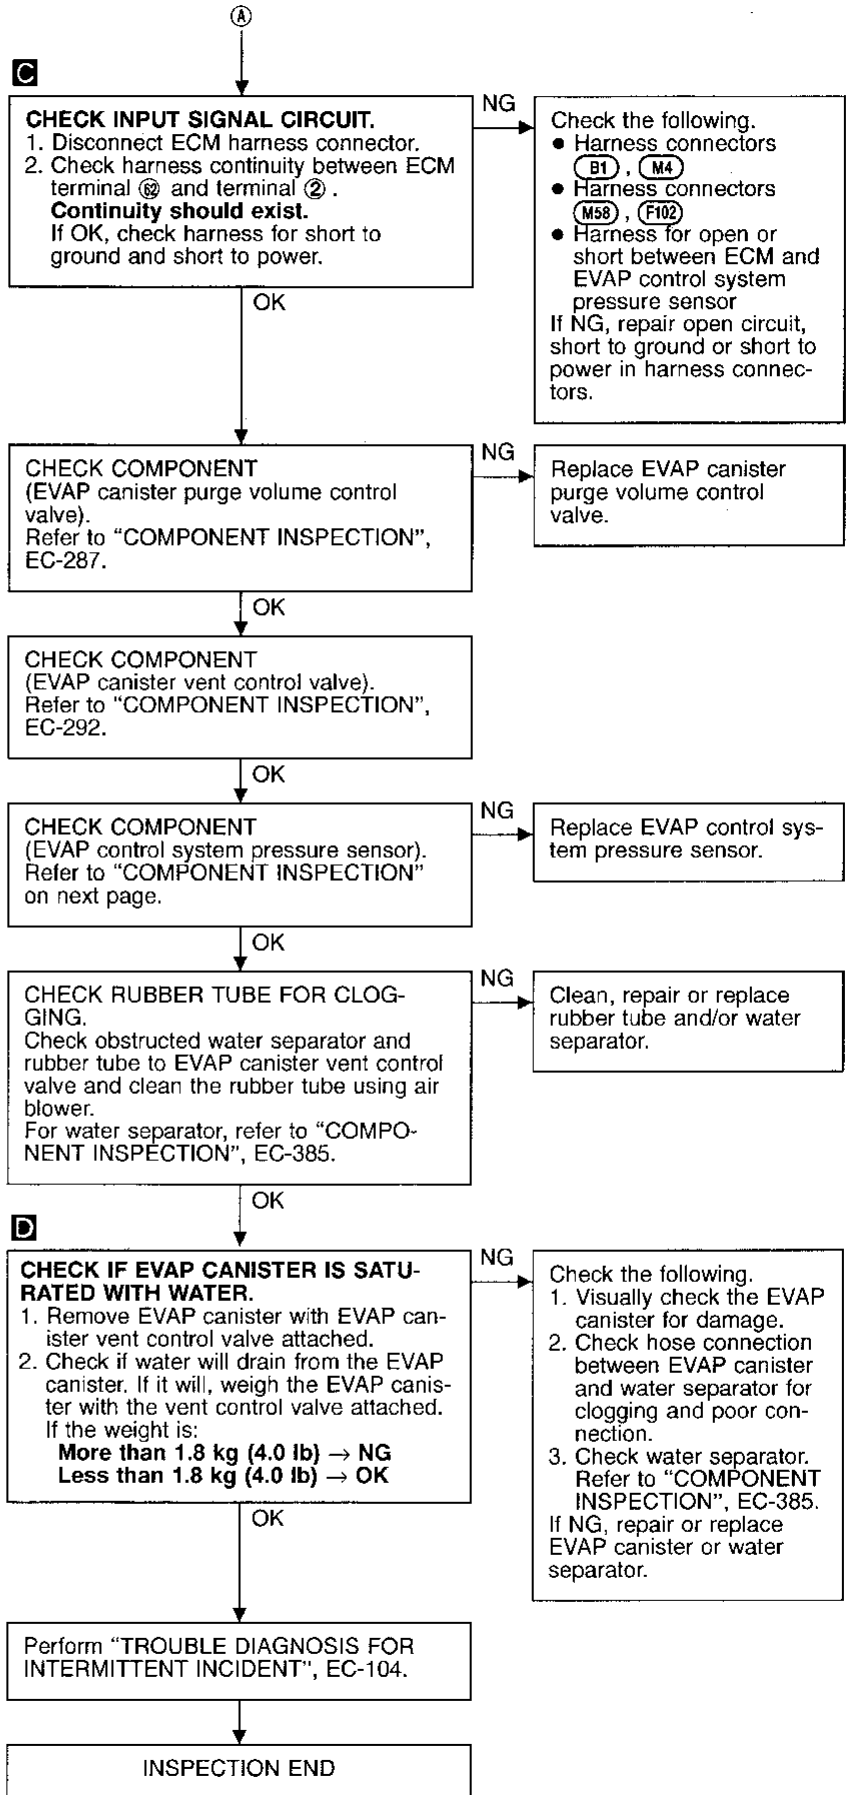 Ⓐ
C
CHECK INPUT SIGNAL CIRCUIT.
1. Disconnect ECM harness connector.
2. Check harness continuity between ECM
terminal 62 and terminal ② .
Continuity should exist.
If OK, check harness for short to
ground and short to power.
NG
Check the following.
● Harness connectors
B1 , M4
● Harness connectors
M58 , F102
● Harness for open or
short between ECM and
EVAP control system
pressure sensor
If NG, repair open circuit,
short to ground or short to
power in harness connec-
tors.
OK
CHECK COMPONENT
(EVAP canister purge volume control
valve).
Refer to “COMPONENT INSPECTION”,
EC-287.
NG
Replace EVAP canister
purge volume control
valve.
OK
CHECK COMPONENT
(EVAP canister vent control valve).
Refer to “COMPONENT INSPECTION”,
EC-292.
OK
CHECK COMPONENT
(EVAP control system pressure sensor).
Refer to “COMPONENT INSPECTION”
on next page.
NG
Replace EVAP control sys-
tem pressure sensor.
OK
CHECK RUBBER TUBE FOR CLOG-
GING.
Check obstructed water separator and
rubber tube to EVAP canister vent control
valve and clean the rubber tube using air
blower.
For water separator, refer to “COMPO-
NENT INSPECTION”, EC-385.
NG
Clean, repair or replace
rubber tube and/or water
separator.
OK
D
CHECK IF EVAP CANISTER IS SATU-
RATED WITH WATER.
1. Remove EVAP canister with EVAP can-
ister vent control valve attached.
2. Check if water will drain from the EVAP
canister. If it will, weigh the EVAP canis-
ter with the vent control valve attached.
If the weight is:
More than 1.8 kg (4.0 lb) → NG
Less than 1.8 kg (4.0 lb) → OK
NG
Check the following.
1. Visually check the EVAP
canister for damage.
2. Check hose connection
between EVAP canister
and water separator for
clogging and poor con-
nection.
3. Check water separator.
Refer to “COMPONENT
INSPECTION”, EC-385.
If NG, repair or replace
EVAP canister or water
separator.
OK
Perform “TROUBLE DIAGNOSIS FOR
INTERMITTENT INCIDENT”, EC-104.
INSPECTION END